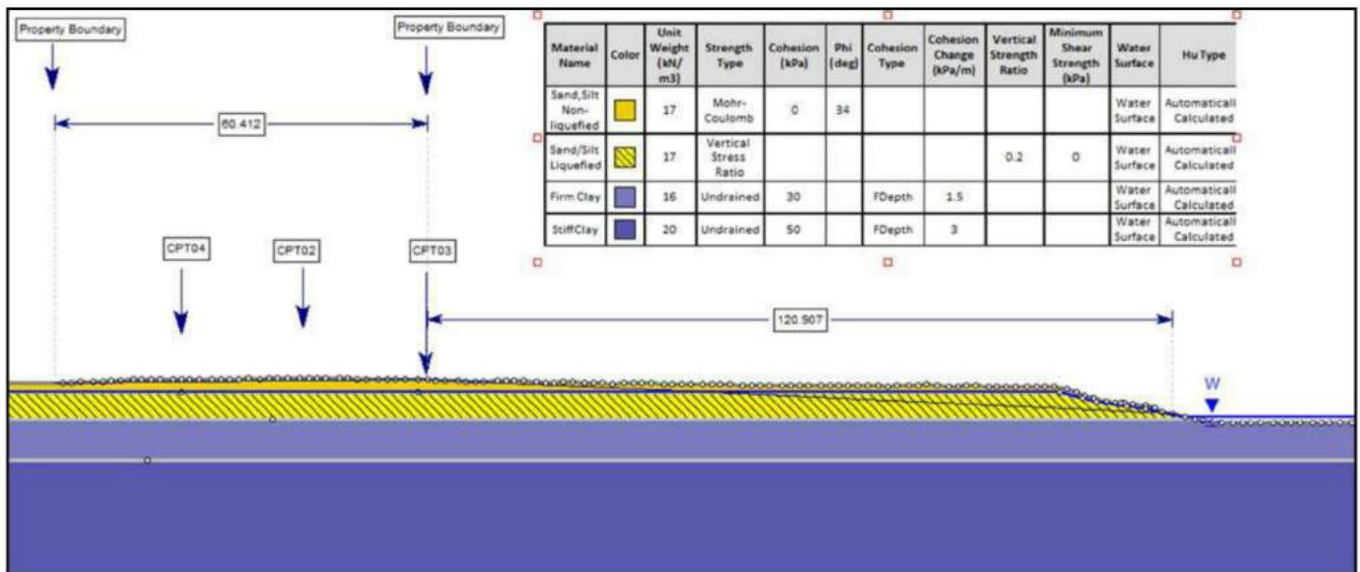 Property Boundary
Property Boundary
60.412
CPT04
CPT02
CPT03
120.907
W
Material Name Color Unit Weight (kN/ m3) Strength Type Cohesion (kPa) Phi (deg) Cohesion Type Cohesion Change (kPa/m) Vertical Strength Ratio Minimum Shear Strength (kPa) Water Surface Hu Type
Sand,Silt Non-liquefied 17 Mohr-Coulomb 0 34 Water Surface Automaticall Calculated
Sand/Silt Liquefied 17 Vertical Stress Ratio 0.2 0 Water Surface Automaticall Calculated
Firm Clay 16 Undrained 30 FDepth 1.5 Water Surface Automaticall Calculated
StiffClay 20 Undrained 50 FDepth 3 Water Surface Automaticall Calculated